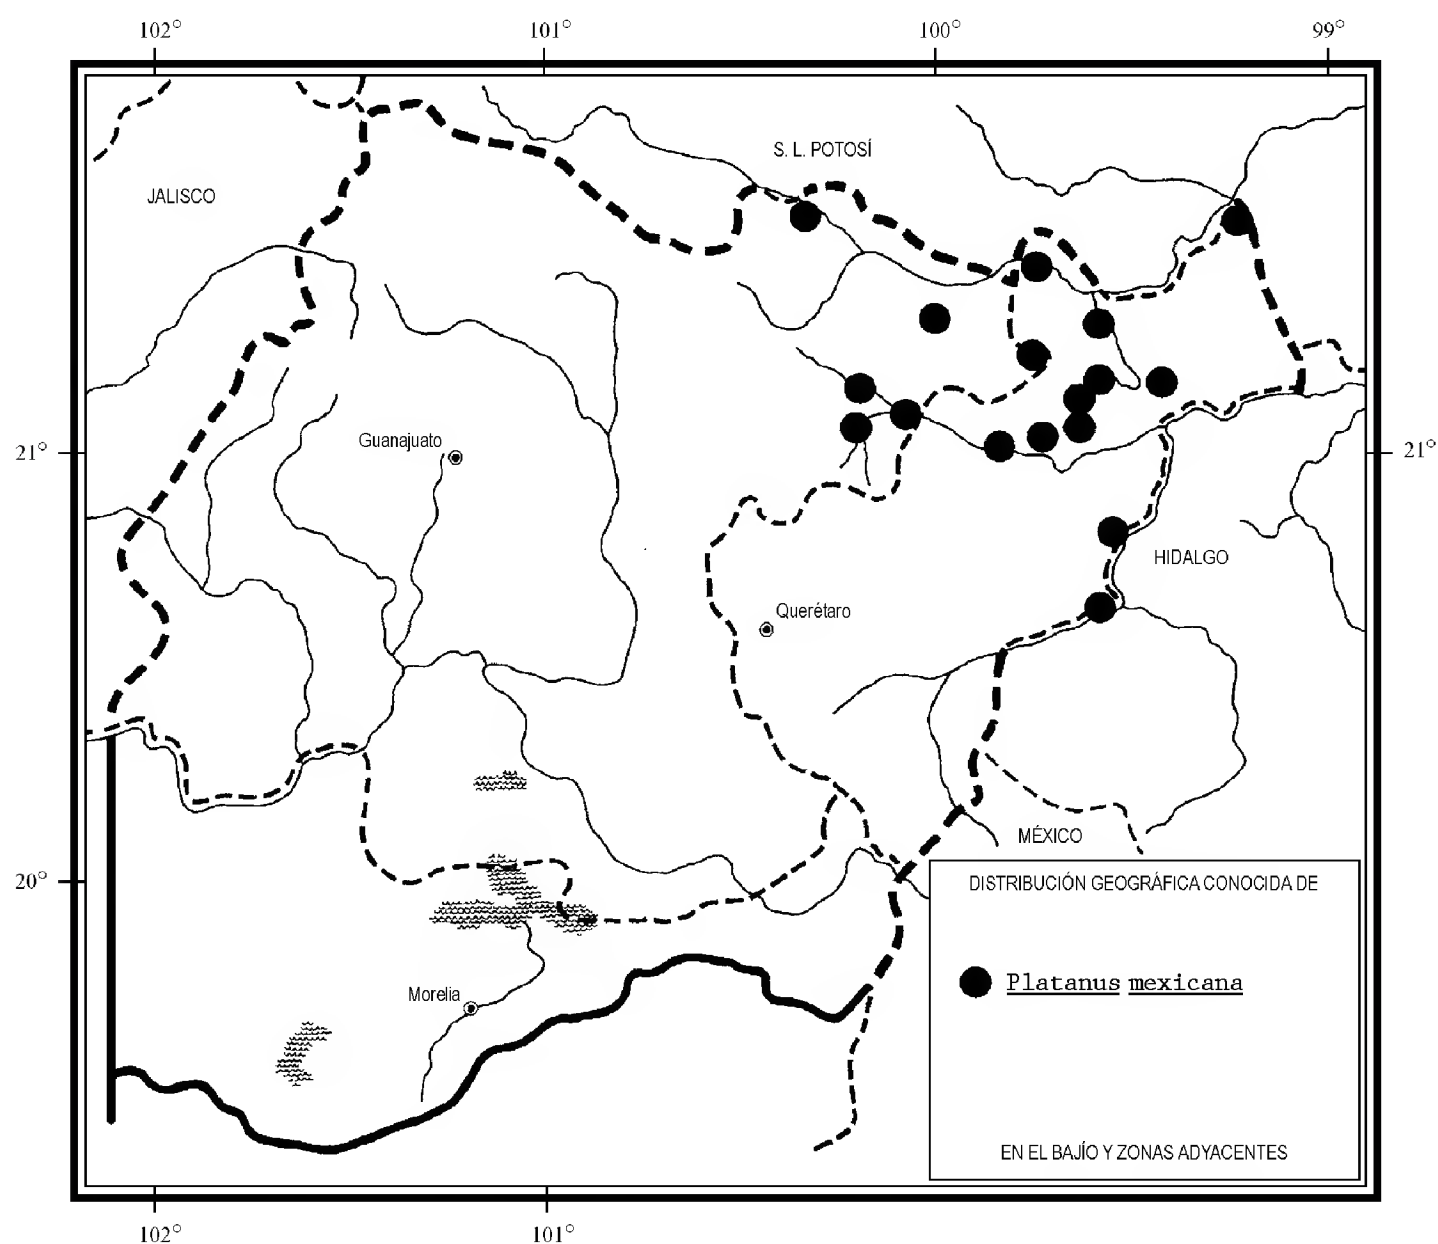 102° 101° 100° 99°
S. L. POTOSÍ
JALISCO
Guanajuato
21° 21°
HIDALGO
Querétaro
MÉXICO
20°
DISTRIBUCIÓN GEOGRÁFICA CONOCIDA DE
Platanus mexicana
Morelia
EN EL BAJÍO Y ZONAS ADYACENTES
102° 101°